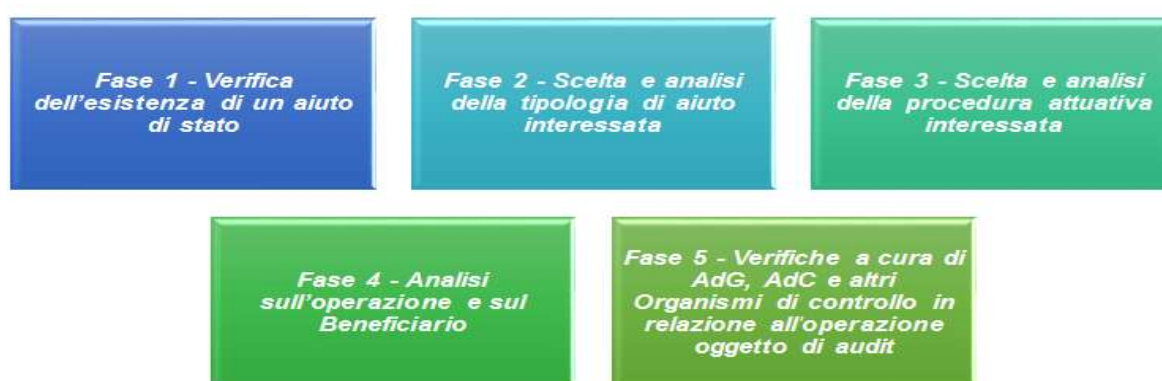 Fase 1 - Verifica
dell'esistenza di un aiuto
di stato
Fase 2 - Scelta e analisi
della tipologia di aiuto
interessata
Fase 3 - Scelta e analisi
della procedura attuativa
interessata
Fase 4 - Analisi
sull'operazione e sul
Beneficiario
Fase 5 - Verifiche a cura di
AdG, AdC e altri
Organismi di controllo in
relazione all'operazione
oggetto di audit